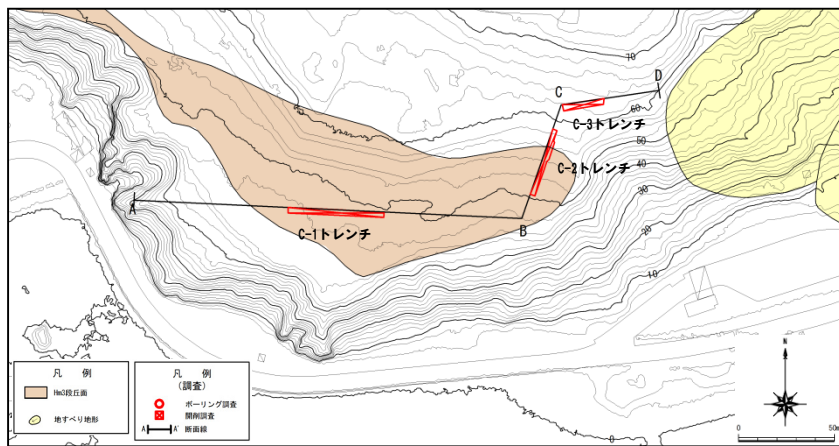 70
D
C
60
C-3トレンチ
50
C-2トレンチ
40
30
A
C-1トレンチ
B
20
10
凡 例
Hm3段丘面
地すべり地形
凡 例
(調査)
ボーリング調査
開削調査
A A' 断面線
N
0 50m